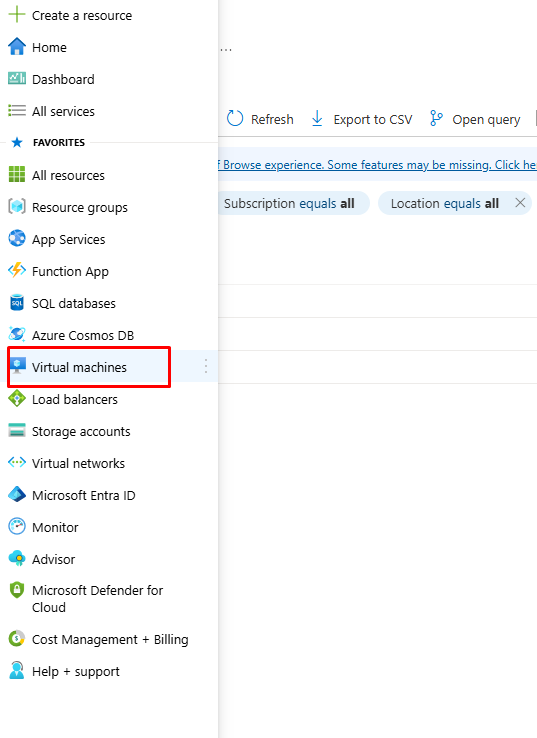 Create a resource
Home
...
Dashboard
All services
Refresh
Export to CSV
Open query
FAVORITES
f Browse experience. Some features may be missing. Click he
All resources
Subscription equals all
Location equals all
Resource groups
App Services
Function App
SQL databases
Azure Cosmos DB
Virtual machines
Load balancers
Storage accounts
Virtual networks
Microsoft Entra ID
Monitor
Advisor
Microsoft Defender for
Cloud
Cost Management + Billing
Help + support